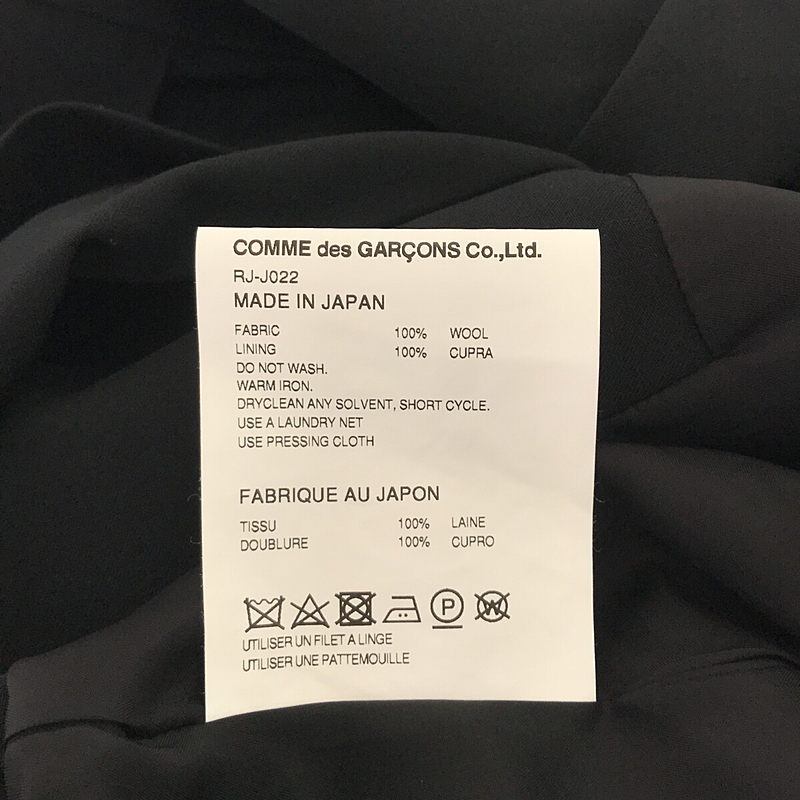 COMME des GARÇONS Co.,Ltd.
RJ-J022
MADE IN JAPAN
FABRIC 100% WOOL
LINING 100% CUPRA
DO NOT WASH.
WARM IRON.
DRYCLEAN ANY SOLVENT, SHORT CYCLE.
USE A LAUNDRY NET
USE PRESSING CLOTH
FABRIQUE AU JAPON
TISSU 100% LAINE
DOUBLURE 100% CUPRO
P W
UTILISER UN FILET A LINGE
UTILISER UNE PATTEMOUILLE